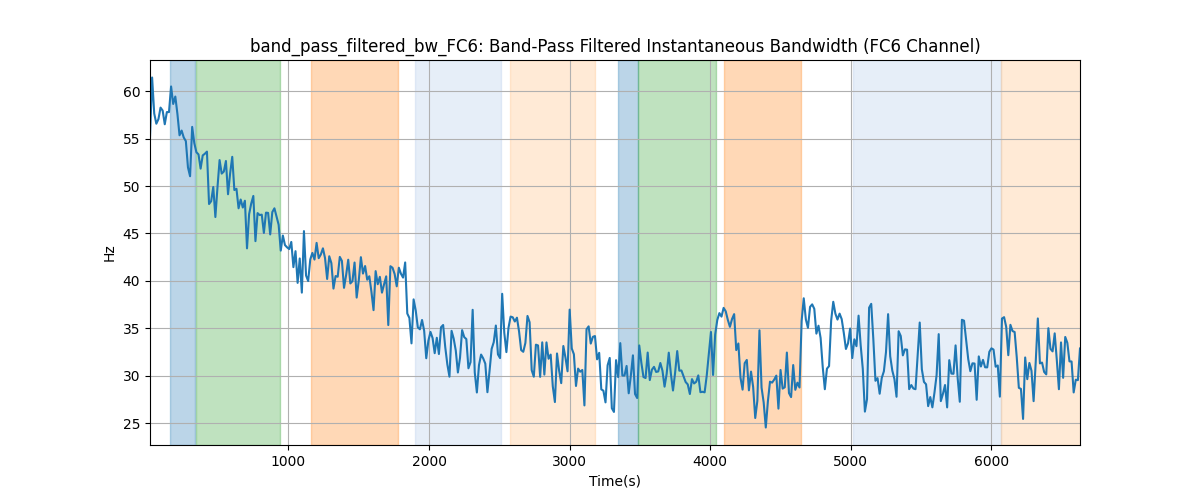 band_pass_filtered_bw_FC6: Band-Pass Filtered Instantaneous Bandwidth (FC6 Channel)
60
55
50
45
40
35
30
25
Hz
1000 2000 3000 4000 5000 6000
Time(s)